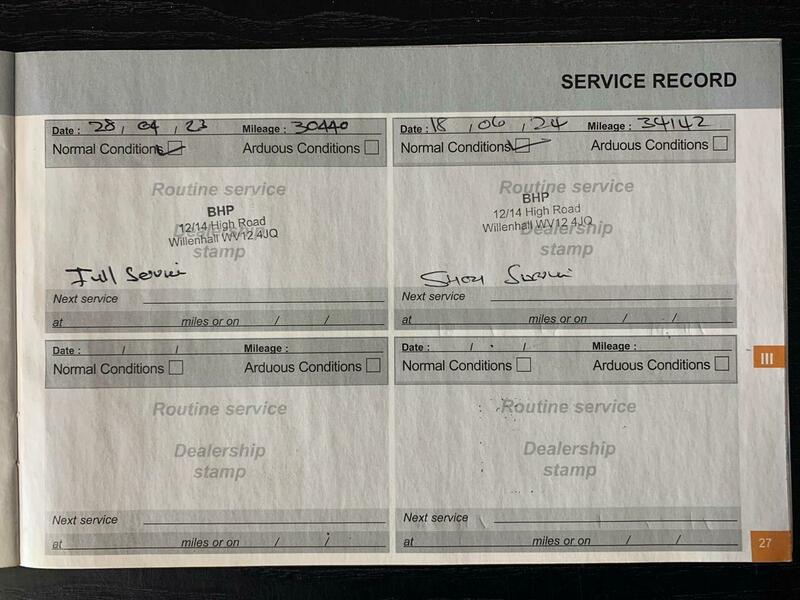 SERVICE RECORD
Date : 28 / 04 / 23 Mileage : 30440
Normal Conditions Arduous Conditions
Routine service
Dealership
stamp
BHP
12/14 High Road
Willenhall WV12 4JQ
Full Service
Next service
at miles or on / /
Date : 18 / 06 / 24 Mileage : 34142
Normal Conditions Arduous Conditions
Routine service
Dealership
stamp
BHP
12/14 High Road
Willenhall WV12 4JQ
Service
Next service
at miles or on / /
Date : / / Mileage :
Normal Conditions Arduous Conditions
Routine service
Dealership
stamp
Next service
at miles or on / /
Date : / / Mileage :
Normal Conditions Arduous Conditions
Routine service
Dealership
stamp
Next service
at miles or on / /
III
27